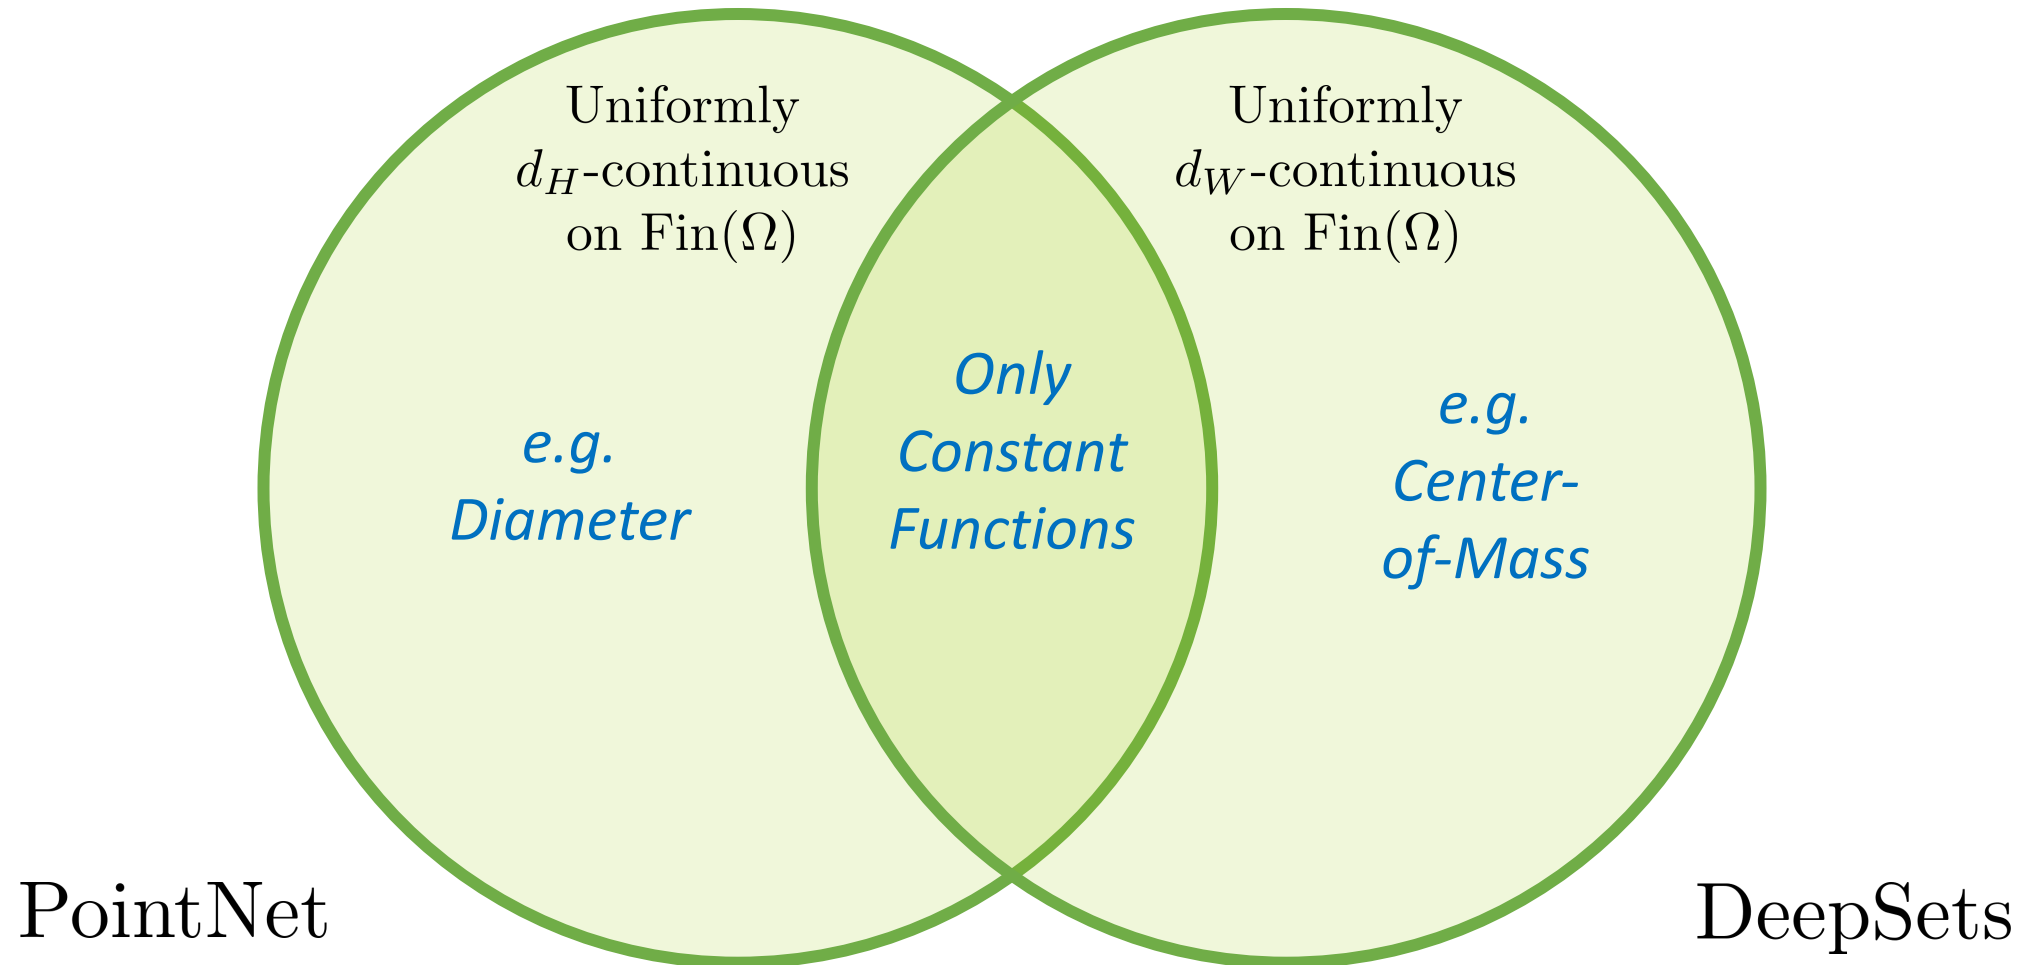 Uniformly
d_H-continuous
on Fin(Ω)
e.g.
Diameter
Only
Constant
Functions
Uniformly
d_W-continuous
on Fin(Ω)
e.g.
Center-
of-Mass
PointNet
DeepSets